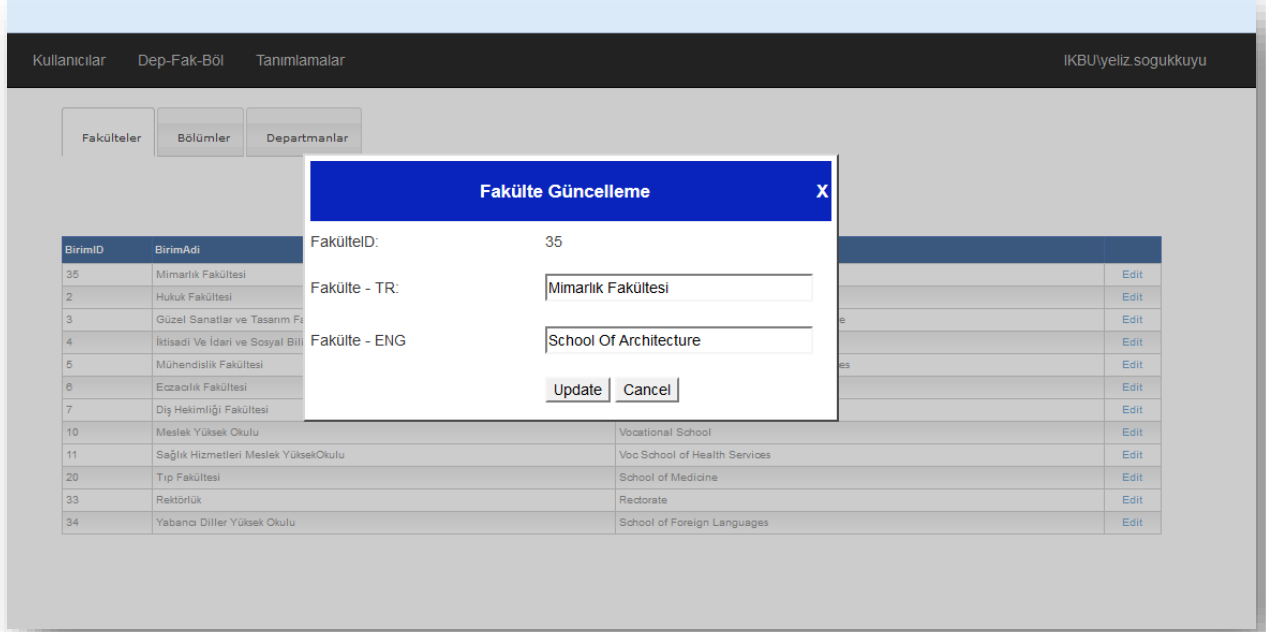 Kullanıcılar Dep-Fak-Böl Tanımlamalar IKBU\yeliz.sogukkuyu
Fakülteler Bölümler Departmanlar
Fakülte Güncelleme X
FakülteID: 35
Fakülte - TR: Mimarlık Fakültesi
Fakülte - ENG School Of Architecture
Update Cancel
BirimID BirimAdi
35 Mimarlık Fakültesi Edit
2 Hukuk Fakültesi Edit
3 Güzel Sanatlar ve Tasarım Edit
4 İktisadi Ve İdari ve Sosyal Edit
5 Mühendislik Fakültesi Edit
6 Eczacılık Fakültesi Edit
7 Diş Hekimliği Fakültesi Edit
10 Meslek Yüksek Okulu Vocational School Edit
11 Sağlık Hizmetleri Meslek YüksekOkulu Voc School of Health Services Edit
20 Tıp Fakültesi School of Medicine Edit
33 Rektörlük Rectorate Edit
34 Yabancı Diller Yüksek Okulu School of Foreign Languages Edit